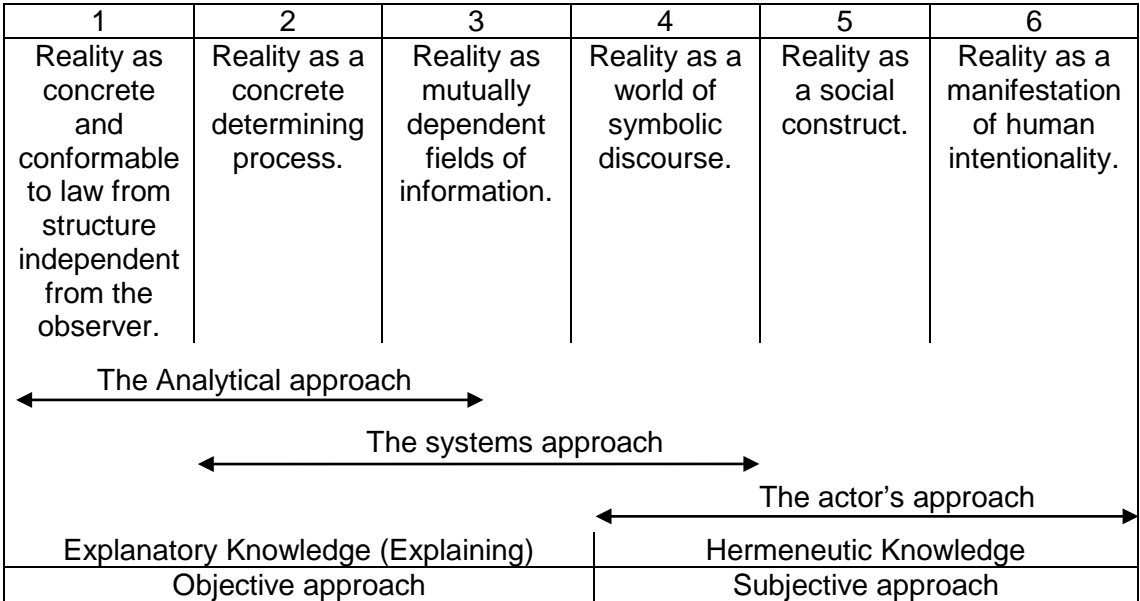 1 2 3 4 5 6
Reality as concrete and conformable to law from structure independent from the observer.
Reality as a concrete determining process.
Reality as mutually dependent fields of information.
Reality as a world of symbolic discourse.
Reality as a social construct.
Reality as a manifestation of human intentionality.
The Analytical approach
The systems approach
The actor’s approach
Explanatory Knowledge (Explaining) Hermeneutic Knowledge
Objective approach Subjective approach